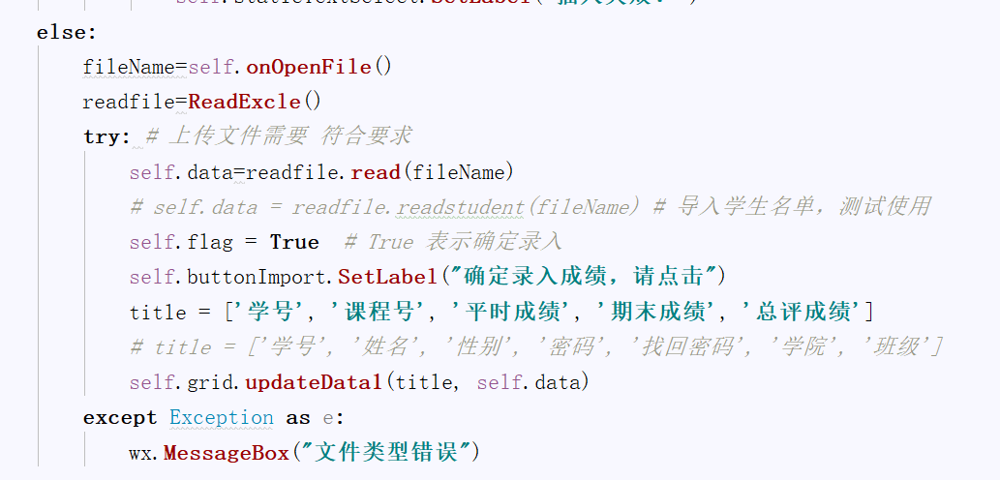 else:
fileName=self.onOpenFile()
readfile=ReadExcle()
try: # 上传文件需要 符合要求
self.data=readfile.read(fileName)
# self.data = readfile.readstudent(fileName) # 导入学生名单，测试使用
self.flag = True  # True 表示确定录入
self.buttonImport.SetLabel("确定录入成绩，请点击")
title = ['学号', '课程号', '平时成绩', '期末成绩', '总评成绩']
# title = ['学号', '姓名', '性别', '密码', '找回密码', '学院', '班级']
self.grid.updateData1(title, self.data)
except Exception as e:
wx.MessageBox("文件类型错误")